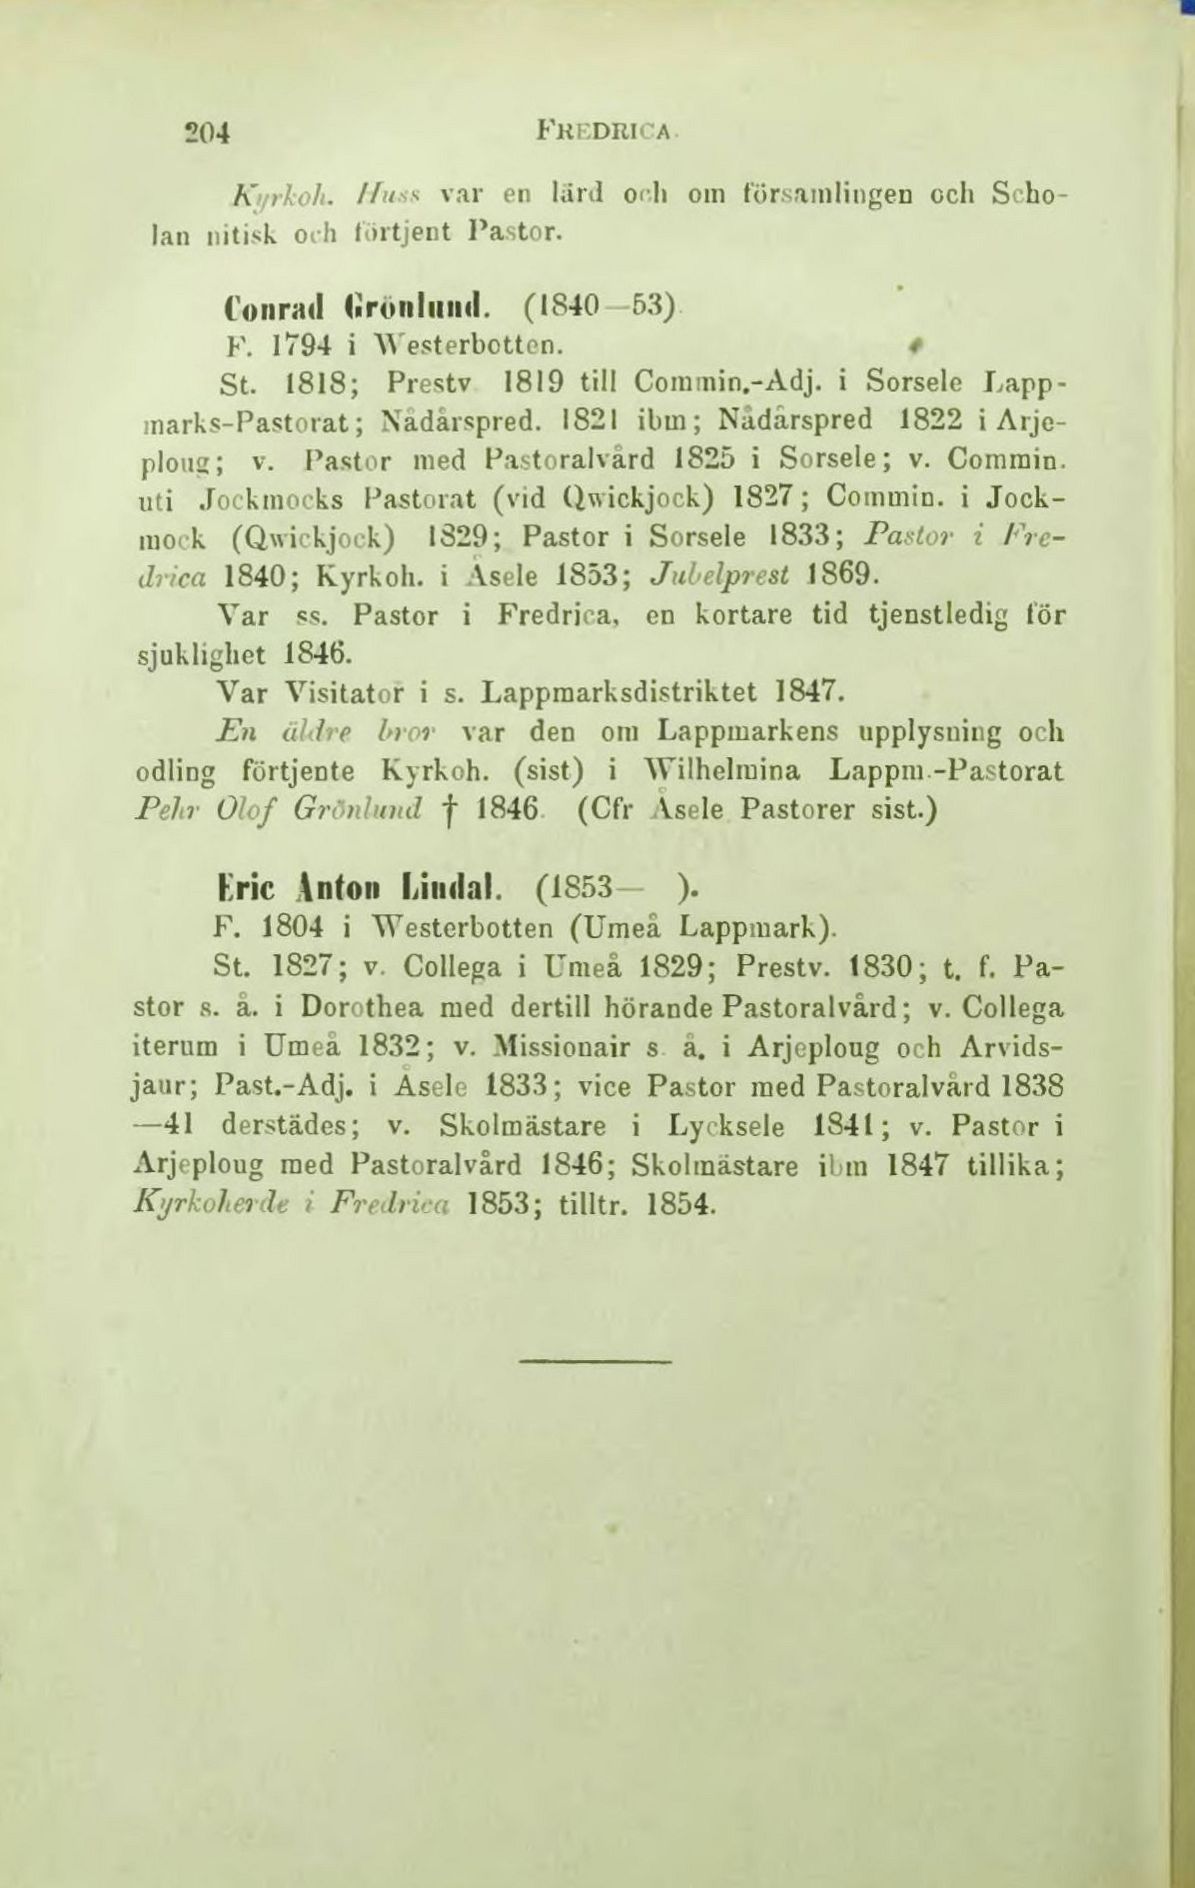 204 FREDRICA.
Kyrkoh. Huss var en lärd och om församlingen och Scho-
lan nitisk och förtjent Pastor.
Conrad Grönlund. (1840—53)
F. 1794 i Westerbotten.
St. 1818; Prestv 1819 till Commin.-Adj. i Sorsele Lapp-
marks-Pastorat; Nådårspred. 1821 ibm; Nådårspred 1822 i Arje-
ploug; v. Pastor med Pastoralvård 1825 i Sorsele; v. Commin.
uti Jockmocks Pastorat (vid Qwickjock) 1827; Commin. i Jock-
mock (Qwickjock) 1829; Pastor i Sorsele 1833; Pastor i Fre-
drica 1840; Kyrkoh. i Åsele 1853; Jubelprest 1869.
Var ss. Pastor i Fredrica, en kortare tid tjenstledig för
sjuklighet 1846.
Var Visitator i s. Lappmarksdistriktet 1847.
En äldre bror var den om Lappmarkens upplysning och
odling förtjente Kyrkoh. (sist) i Wilhelmina Lappm.-Pastorat
Pehr Olof Grönlund † 1846. (Cfr Åsele Pastorer sist.)
Eric Anton Lindal. (1853— ).
F. 1804 i Westerbotten (Umeå Lappmark).
St. 1827; v. Collega i Umeå 1829; Prestv. 1830; t. f. Pa-
stor s. å. i Dorothea med dertill hörande Pastoralvård; v. Collega
iterum i Umeå 1832; v. Missionair s. å. i Arjeploug och Arvids-
jaur; Past.-Adj. i Åsele 1833; vice Pastor med Pastoralvård 1838
—41 derstädes; v. Skolmästare i Lycksele 1841; v. Pastor i
Arjeploug med Pastoralvård 1846; Skolmästare ibm 1847 tillika;
Kyrkoherde i Fredrica 1853; tilltr. 1854.